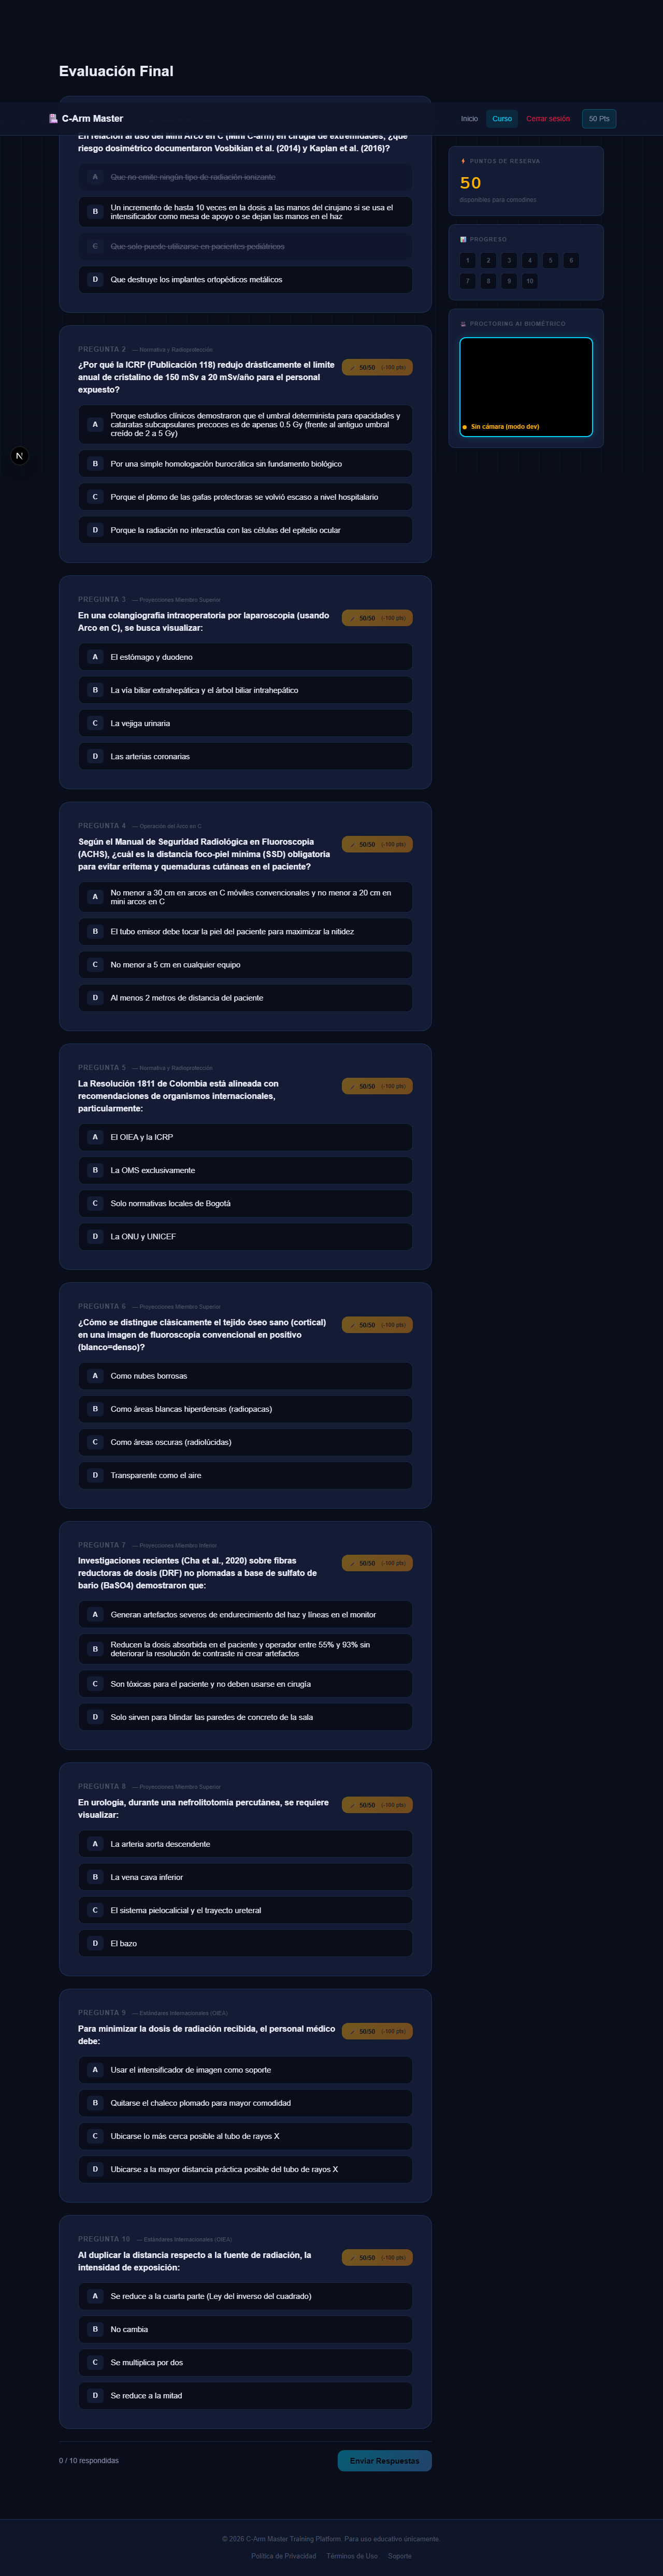 Evaluación Final
C-Arm Master
Inicio
Curso
Cerrar sesión
50 Pts
En relación al uso del Mini Arco en C (Mini C-arm) en cirugía de extremidades, ¿qué
riesgo dosimétrico documentaron Vosbikian et al. (2014) y Kaplan et al. (2016)?
A
Que no emite ningún tipo de radiación ionizante
B
Un incremento de hasta 10 veces en la dosis a las manos del cirujano si se usa el
intensificador como mesa de apoyo o se dejan las manos en el haz
C
Que solo puede utilizarse en pacientes pediátricos
D
Que destruye los implantes ortopédicos metálicos
PUNTOS DE RESERVA
50
disponibles para comodines
PROGRESO
1 2 3 4 5 6
7 8 9 10
PROCTORING AI BIOMÉTRICO
Sin cámara (modo dev)
N
PREGUNTA 2 — Normativa y Radioprotección
¿Por qué la ICRP (Publicación 118) redujo drásticamente el límite
anual de cristalino de 150 mSv a 20 mSv/año para el personal
expuesto?
50/50 (-100 pts)
A
Porque estudios clínicos demostraron que el umbral determinista para opacidades y
cataratas subcapsulares precoces es de apenas 0.5 Gy (frente al antiguo umbral
creído de 2 a 5 Gy)
B
Por una simple homologación burocrática sin fundamento biológico
C
Porque el plomo de las gafas protectoras se volvió escaso a nivel hospitalario
D
Porque la radiación no interactúa con las células del epitelio ocular
PREGUNTA 3 — Proyecciones Miembro Superior
En una colangiografía intraoperatoria por laparoscopia (usando
Arco en C), se busca visualizar:
50/50 (-100 pts)
A
El estómago y duodeno
B
La vía biliar extrahepática y el árbol biliar intrahepático
C
La vejiga urinaria
D
Las arterias coronarias
PREGUNTA 4 — Operación del Arco en C
Según el Manual de Seguridad Radiológica en Fluoroscopia
(ACHS), ¿cuál es la distancia foco-piel mínima (SSD) obligatoria
para evitar eritema y quemaduras cutáneas en el paciente?
50/50 (-100 pts)
A
No menor a 30 cm en arcos en C móviles convencionales y no menor a 20 cm en
mini arcos en C
B
El tubo emisor debe tocar la piel del paciente para maximizar la nitidez
C
No menor a 5 cm en cualquier equipo
D
Al menos 2 metros de distancia del paciente
PREGUNTA 5 — Normativa y Radioprotección
La Resolución 1811 de Colombia está alineada con
recomendaciones de organismos internacionales,
particularmente:
50/50 (-100 pts)
A
El OIEA y la ICRP
B
La OMS exclusivamente
C
Solo normativas locales de Bogotá
D
La ONU y UNICEF
PREGUNTA 6 — Proyecciones Miembro Superior
¿Cómo se distingue clásicamente el tejido óseo sano (cortical)
en una imagen de fluoroscopia convencional en positivo
(blanco=denso)?
50/50 (-100 pts)
A
Como nubes borrosas
B
Como áreas blancas hiperdensas (radiopacas)
C
Como áreas oscuras (radiolúcidas)
D
Transparente como el aire
PREGUNTA 7 — Proyecciones Miembro Inferior
Investigaciones recientes (Cha et al., 2020) sobre fibras
reductoras de dosis (DRF) no plomadas a base de sulfato de
bario (BaSO4) demostraron que:
50/50 (-100 pts)
A
Generan artefactos severos de endurecimiento del haz y líneas en el monitor
B
Reducen la dosis absorbida en el paciente y operador entre 55% y 93% sin
deteriorar la resolución de contraste ni crear artefactos
C
Son tóxicas para el paciente y no deben usarse en cirugía
D
Solo sirven para blindar las paredes de concreto de la sala
PREGUNTA 8 — Proyecciones Miembro Superior
En urología, durante una nefrolitotomía percutánea, se requiere
visualizar:
50/50 (-100 pts)
A
La arteria aorta descendente
B
La vena cava inferior
C
El sistema pielocalicial y el trayecto ureteral
D
El bazo
PREGUNTA 9 — Estándares Internacionales (OIEA)
Para minimizar la dosis de radiación recibida, el personal médico
debe:
50/50 (-100 pts)
A
Usar el intensificador de imagen como soporte
B
Quitarse el chaleco plomado para mayor comodidad
C
Ubicarse lo más cerca posible al tubo de rayos X
D
Ubicarse a la mayor distancia práctica posible del tubo de rayos X
PREGUNTA 10 — Estándares Internacionales (OIEA)
Al duplicar la distancia respecto a la fuente de radiación, la
intensidad de exposición:
50/50 (-100 pts)
A
Se reduce a la cuarta parte (Ley del inverso del cuadrado)
B
No cambia
C
Se multiplica por dos
D
Se reduce a la mitad
0 / 10 respondidas
Enviar Respuestas
© 2026 C-Arm Master Training Platform. Para uso educativo únicamente.
Política de Privacidad
Términos de Uso
Soporte